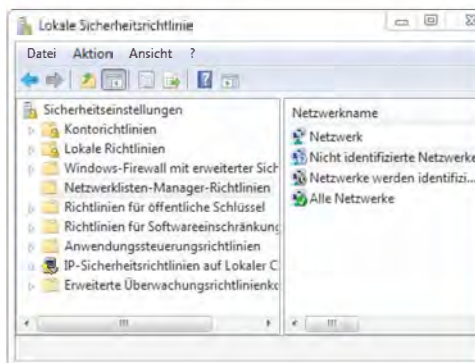 Lokale Sicherheitsrichtlinie
Datei Aktion Ansicht ?
Sicherheitseinstellungen
Kontorichtlinien
Lokale Richtlinien
Windows-Firewall mit erweiterter Sich
Netzwerklisten-Manager-Richtlinien
Richtlinien für öffentliche Schlüssel
Richtlinien für Softwareeinschränkung
Anwendungssteuerungsrichtlinien
IP-Sicherheitsrichtlinien auf Lokaler C
Erweiterte Überwachungsrichtlinienko
Netzwerkname
Netzwerk
Nicht identifizierte Netzwerke
Netzwerke werden identifizi...
Alle Netzwerke